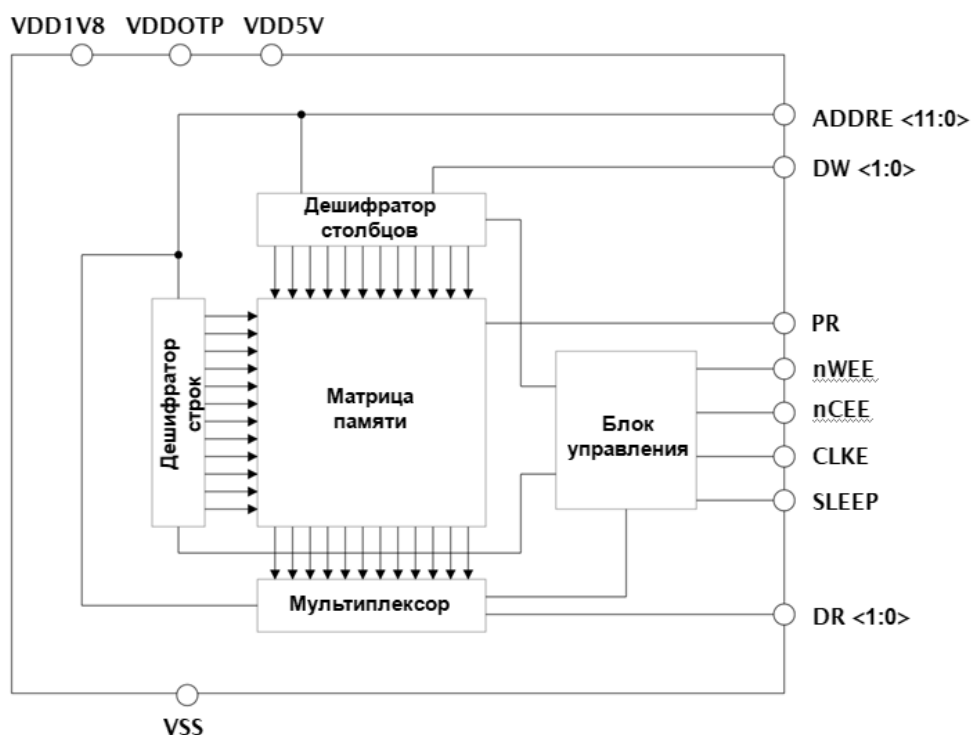 VDD1V8 VDDOTP VDD5V
ADDRE <11:0>
DW <1:0>
Дешифратор
столбцов
Дешифратор
строк
Матрица
памяти
PR
nWEE
nCEE
CLKE
SLEEP
Блок
управления
Мультиплексор
DR <1:0>
VSS